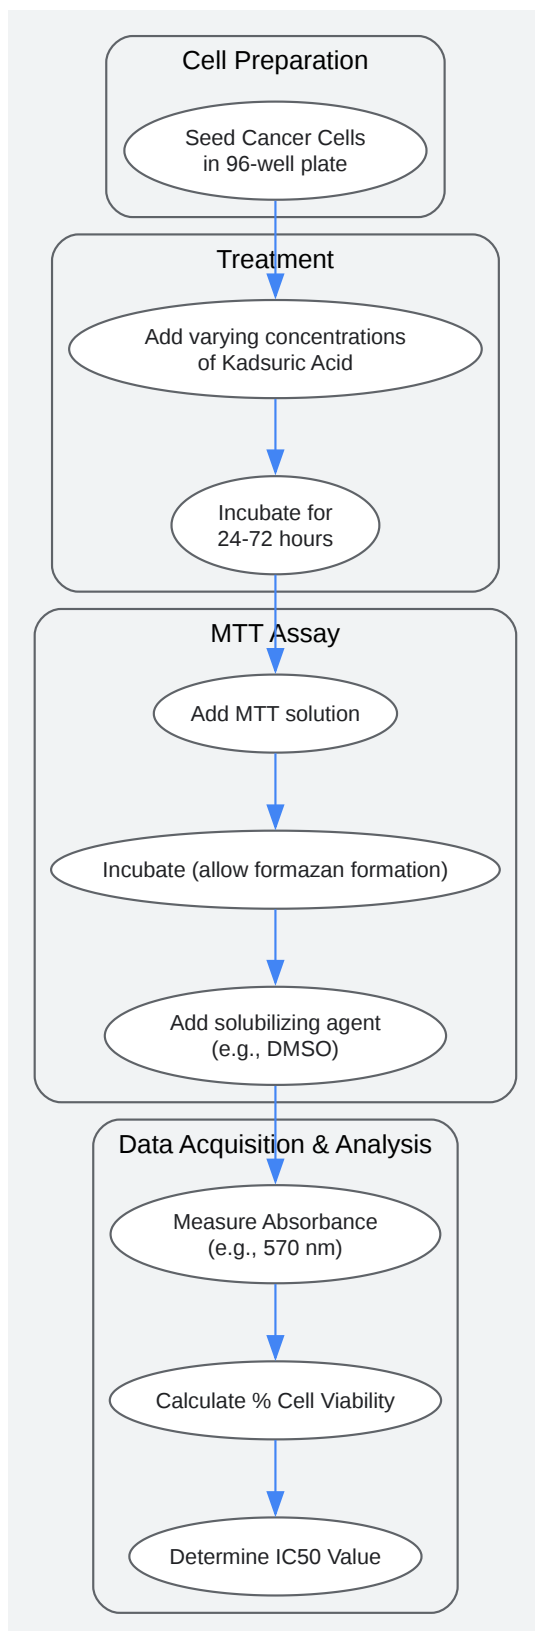 Cell Preparation
Seed Cancer Cells
in 96-well plate
Treatment
Add varying concentrations
of Kadsuric Acid
Incubate for
24-72 hours
MTT Assay
Add MTT solution
Incubate (allow formazan formation)
Add solubilizing agent
(e.g., DMSO)
Data Acquisition & Analysis
Measure Absorbance
(e.g., 570 nm)
Calculate % Cell Viability
Determine IC50 Value